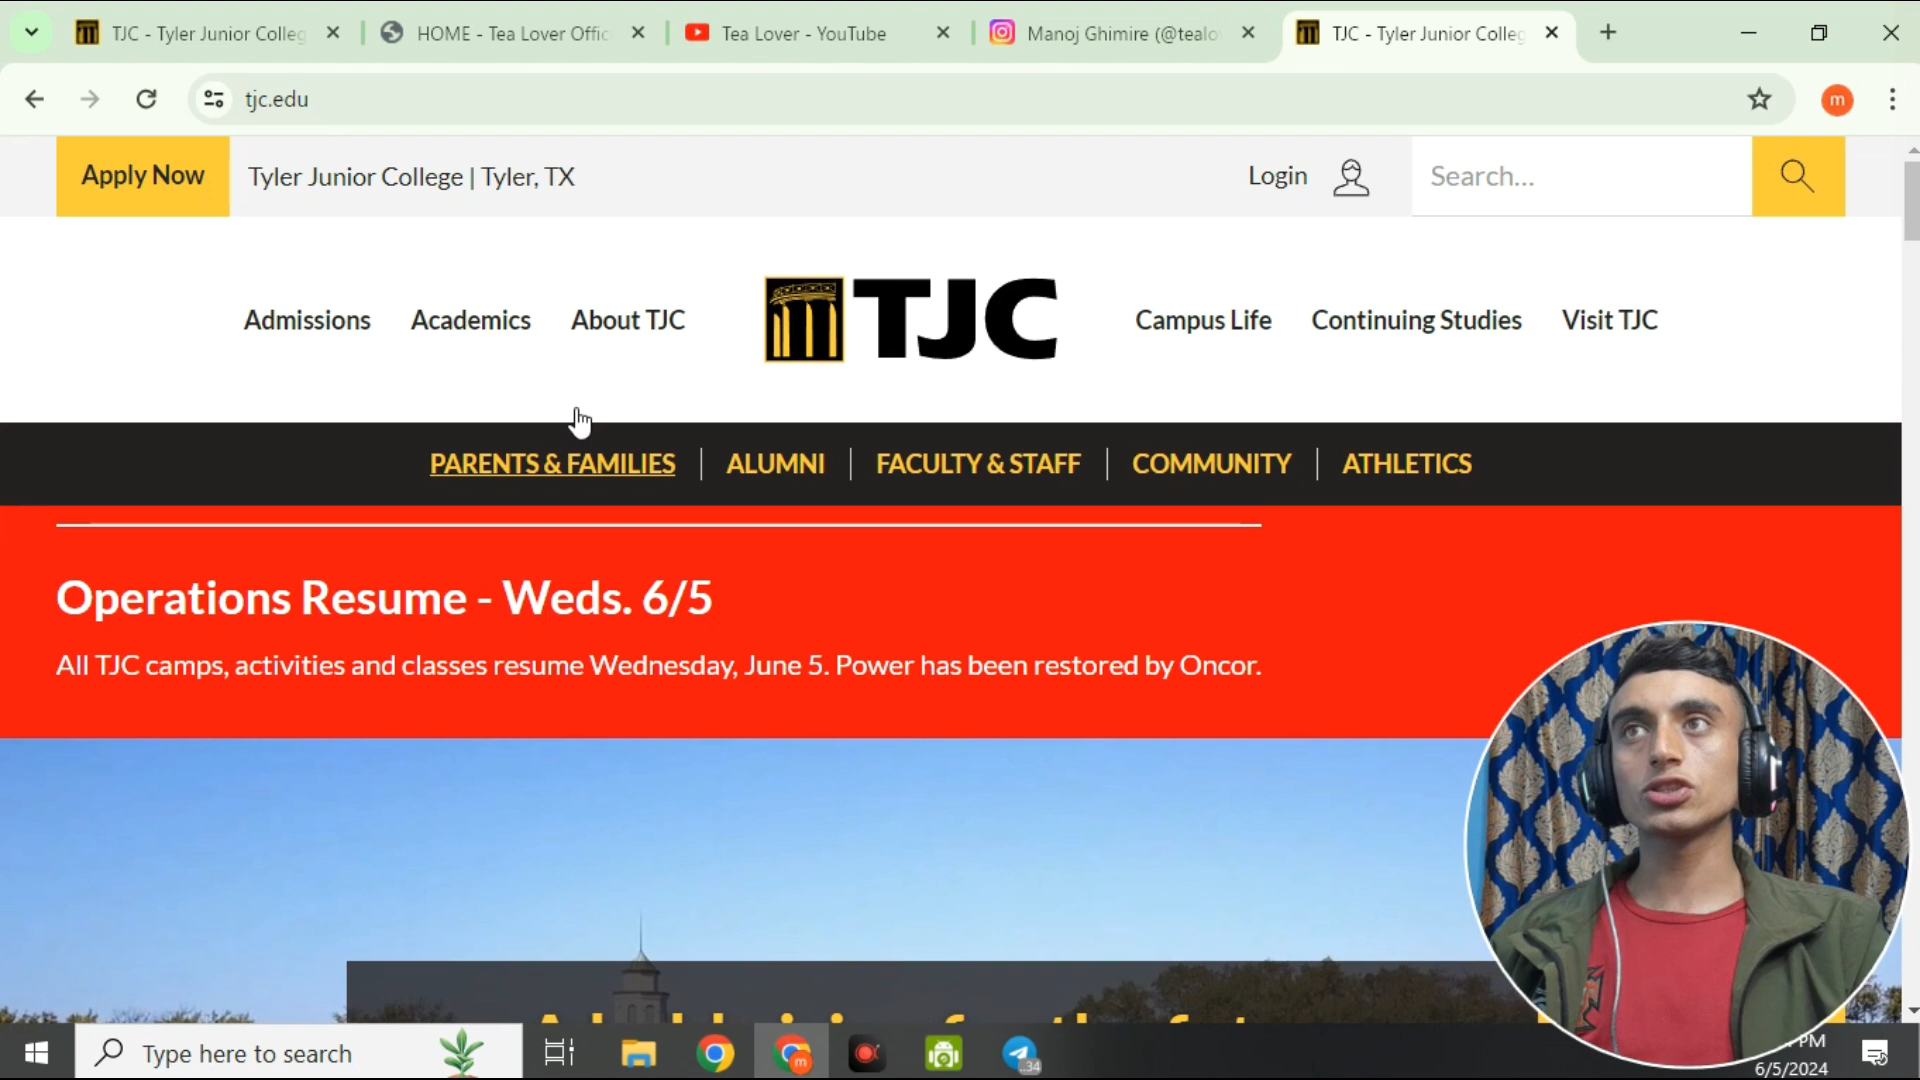 TJC - Tyler Junior Colleg
HOME - Tea Lover Offic
Tea Lover - YouTube
Manoj Ghimire (@tealo
TJC - Tyler Junior Colleg
tjc.edu
m
Apply Now
Tyler Junior College | Tyler, TX
Login
Search...
Admissions
Academics
About TJC
TJC
Campus Life
Continuing Studies
Visit TJC
PARENTS & FAMILIES
ALUMNI
FACULTY & STAFF
COMMUNITY
ATHLETICS
Operations Resume - Weds. 6/5
All TJC camps, activities and classes resume Wednesday, June 5. Power has been restored by Oncor.
Type here to search
m
..34
PM
6/5/2024